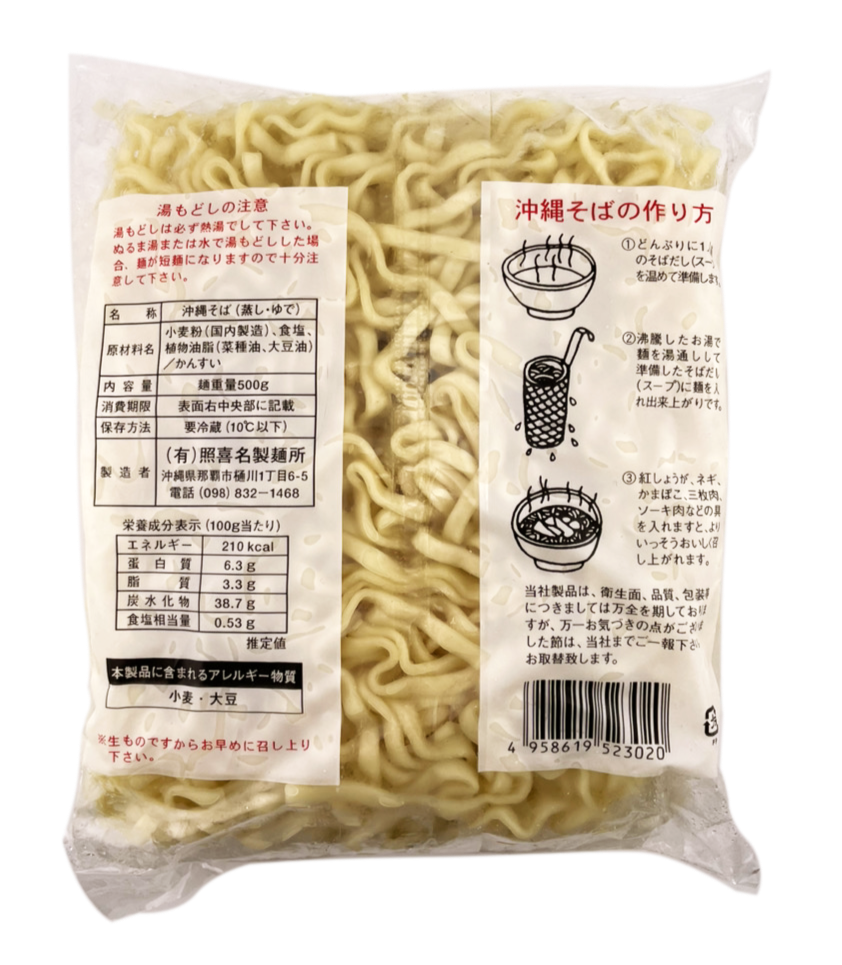 湯もどしの注意
湯もどしは必ず熱湯でして下さい。
ぬるま湯または水で湯もどしした場
合、麺が短麺になりますので十分注
意して下さい。
名 称 沖縄そば(蒸し・ゆで)
原材料名 小麦粉(国内製造)、食塩、
植物油脂(菜種油、大豆油)
/かんすい
内容量 麺重量500g
消費期限 表面右中央部に記載
保存方法 要冷蔵(10℃以下)
製造者 (有)照喜名製麺所
沖縄県那覇市樋川1丁目6-5
電話(098)832-1468
栄養成分表示(100g当たり)
エネルギー 210 kcal
蛋白質 6.3 g
脂質 3.3 g
炭水化物 38.7 g
食塩相当量 0.53 g
推定値
本製品に含まれるアレルギー物質
小麦・大豆
※生ものですからお早めに召し上り
下さい。
沖縄そばの作り方
①どんぶりに1
のそばだし(スー
を温めて準備しま
②沸騰したお湯で
麺を湯通しして
準備したそばだし
(スープ)に麺を入
れ出来上がりです。
③紅しょうが、ネギ、
かまぼこ、三枚肉、
ソーキ肉などの具
を入れますと、より
いっそうおいしく召
し上がれます。
当社製品は、衛生面、品質、包装等
につきましては万全を期しておりま
すが、万一お気づきの点がござ
した節は、当社までご一報下さ
お取替致します。
4 958619 523020